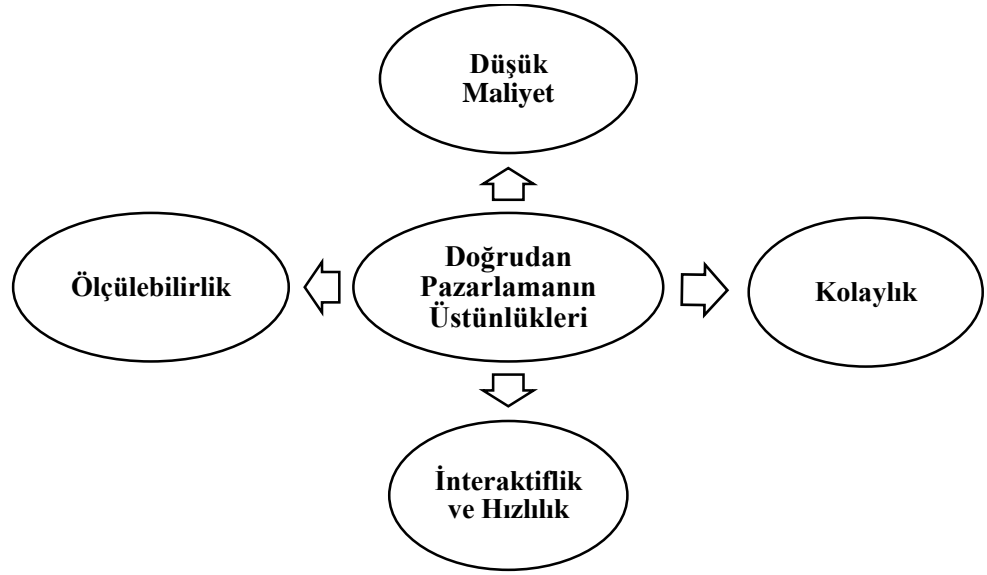 Düşük
Maliyet
Ölçülebilirlik
Doğrudan
Pazarlamanın
Üstünlükleri
Kolaylık
İnteraktiflik
ve Hızlılık